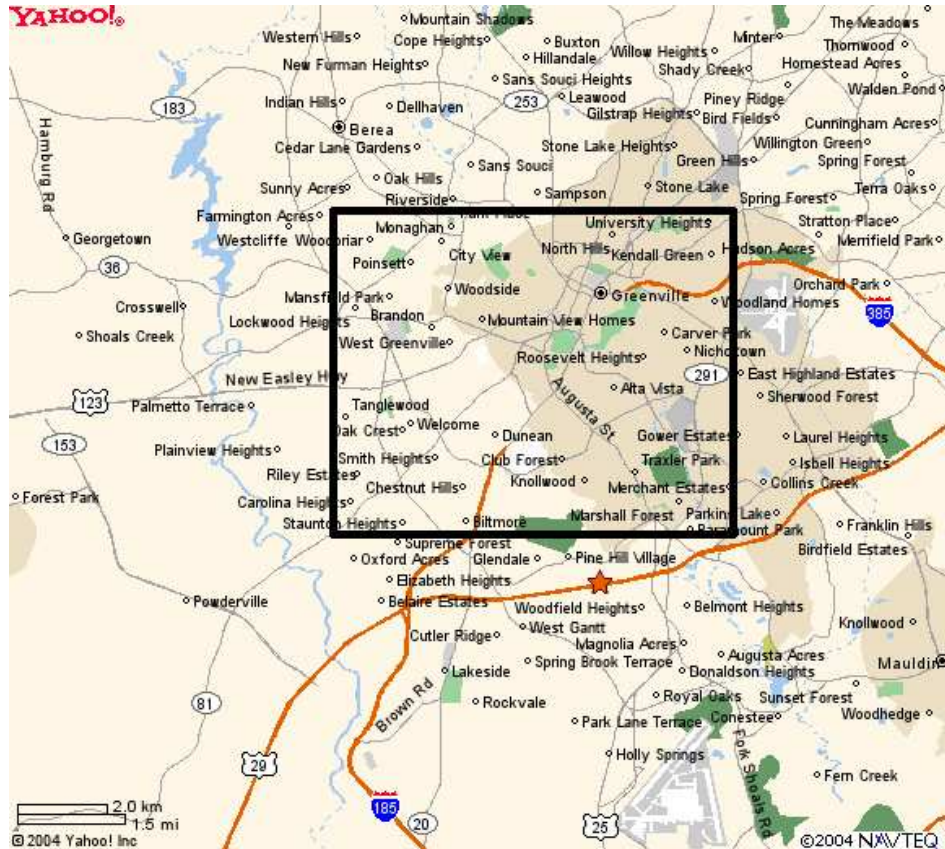 YAHOO!
Mountain Shadows
The Meadows
Western Hills
Cope Heights
Buxton
Willow Heights
Minter
Thornwood
Hillandale
New Furman Heights
Shady Creek
Homestead Acres
Sans Souci Heights
Walden Pond
183
Indian Hills
Dellhaven
253
Leawood
Piney Ridge
Gilstrap Heights
Bird Fields
Hamburg Rd
Berea
Cunningham Acres
Cedar Lane Gardens
Stone Lake Heights
Willington Green
Sans Souci
Green Hills
Spring Forest
Oak Hills
Sunny Acres
Sampson
Stone Lake
Terra Oaks
Riverside
Spring Forest
Farmington Acres
Monaghan
University Heights
Stratton Place
Georgetown
Westcliffe
Woodbriar
City View
North Hills
Kendall Green
Hudson Acres
Merrifield Park
36
Poinsett
Orchard Park
Crosswell
Mansfield Park
Woodside
Greenville
Woodland Homes
385
Lockwood Heights
Brandon
Mountain View Homes
Shoals Creek
Carver Park
West Greenville
Nicholtown
Roosevelt Heights
New Easley Hwy
291
East Highland Estates
123
Augusta St
Alta Vista
Sherwood Forest
Palmetto Terrace
Tanglewood
153
Oak Crest
Welcome
Dunean
Gower Estates
Laurel Heights
Plainview Heights
Smith Heights
Club Forest
Traxler Park
Isbell Heights
Riley Estates
Knollwood
Collins Creek
Forest Park
Chestnut Hills
Merchant Estates
Carolina Heights
Marshall Forest
Parkins Lake
Staunton Heights
Biltmore
Paramount Park
Franklin Hills
Supreme Forest
Birdfield Estates
Oxford Acres
Glendale
Pine Hill Village
Elizabeth Heights
Powderville
Belaire Estates
Woodfield Heights
Belmont Heights
Knollwood
West Gantt
Cutler Ridge
Magnolia Acres
Augusta Acres
Mauldin
Lakeside
Spring Brook Terrace
Donaldson Heights
Sunset Forest
81
Brown Rd
Rockvale
Royal Oaks
Park Lane Terrace
Conestee
Woodhedge
29
Holly Springs
Fork Shoals Rd
Fern Creek
2.0 km
185
1.5 mi
20
25
© 2004 Yahoo! Inc
©2004 NAVTEQ